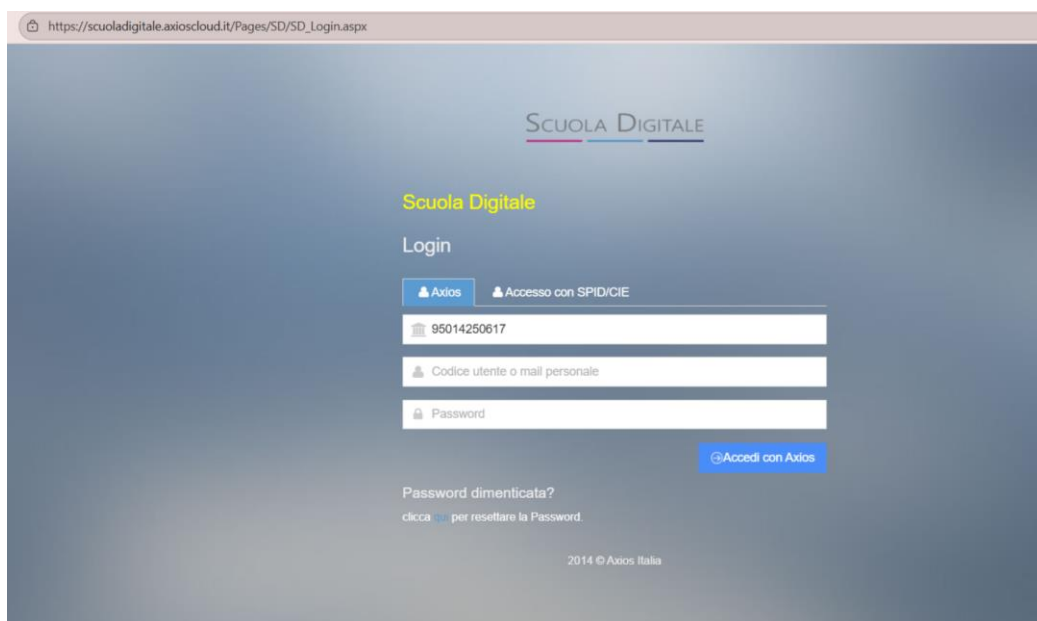 https://scuoladigitale.axioscloud.it/Pages/SD/SD_Login.aspx
SCUOLA DIGITALE
Scuola Digitale
Login
Axios Accesso con SPID/CIE
95014250617
Codice utente o mail personale
Password
Accedi con Axios
Password dimenticata?
clicca qui per resettare la Password.
2014 © Axios Italia